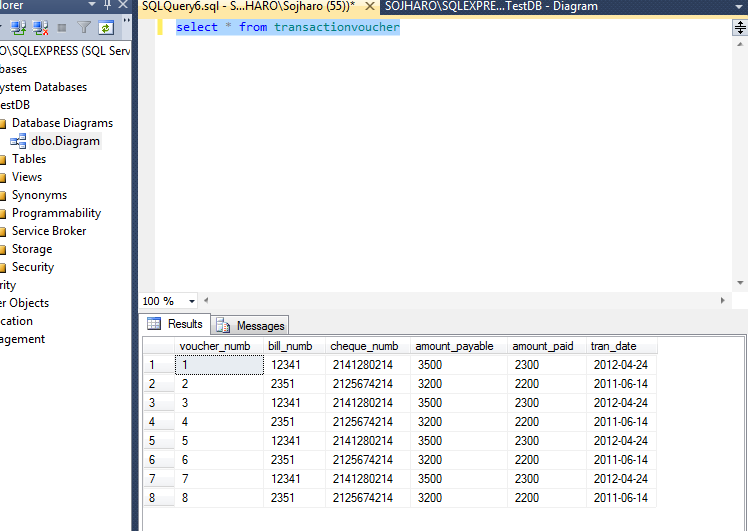 SQLQuery6.sql - S...HARO\Sojharo (55))* SOJHARO\SQLEXPRE...TestDB - Diagram
lorer
O\SQLEXPRESS (SQL Serv
bases
ystem Databases
estDB
Database Diagrams
dbo.Diagram
Tables
Views
Synonyms
Programmability
Service Broker
Storage
Security
rity
er Objects
cation
agement
select * from transactionvoucher
100 %
Results Messages
voucher_numb bill_numb cheque_numb amount_payable amount_paid tran_date
1 1 12341 2141280214 3500 2300 2012-04-24
2 2 2351 2125674214 3200 2200 2011-06-14
3 3 12341 2141280214 3500 2300 2012-04-24
4 4 2351 2125674214 3200 2200 2011-06-14
5 5 12341 2141280214 3500 2300 2012-04-24
6 6 2351 2125674214 3200 2200 2011-06-14
7 7 12341 2141280214 3500 2300 2012-04-24
8 8 2351 2125674214 3200 2200 2011-06-14